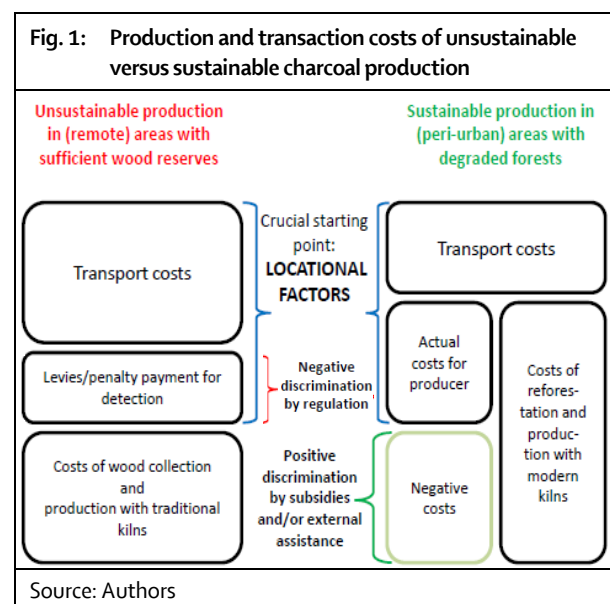 Fig. 1: Production and transaction costs of unsustainable
versus sustainable charcoal production
Unsustainable production
in (remote) areas with
sufficient wood reserves
Sustainable production in
(peri-urban) areas with
degraded forests
Transport costs
Crucial starting
point:
LOCATIONAL
FACTORS
Transport costs
Levies/penalty payment for
detection
Negative
discrimination
by regulation
Actual
costs for
producer
Costs of
refores-
tation and
produc-
tion with
modern
kilns
Costs of wood collection
and
production with traditional
kilns
Positive
discrimination
by subsidies
and/or external
assistance
Negative
costs
Source: Authors